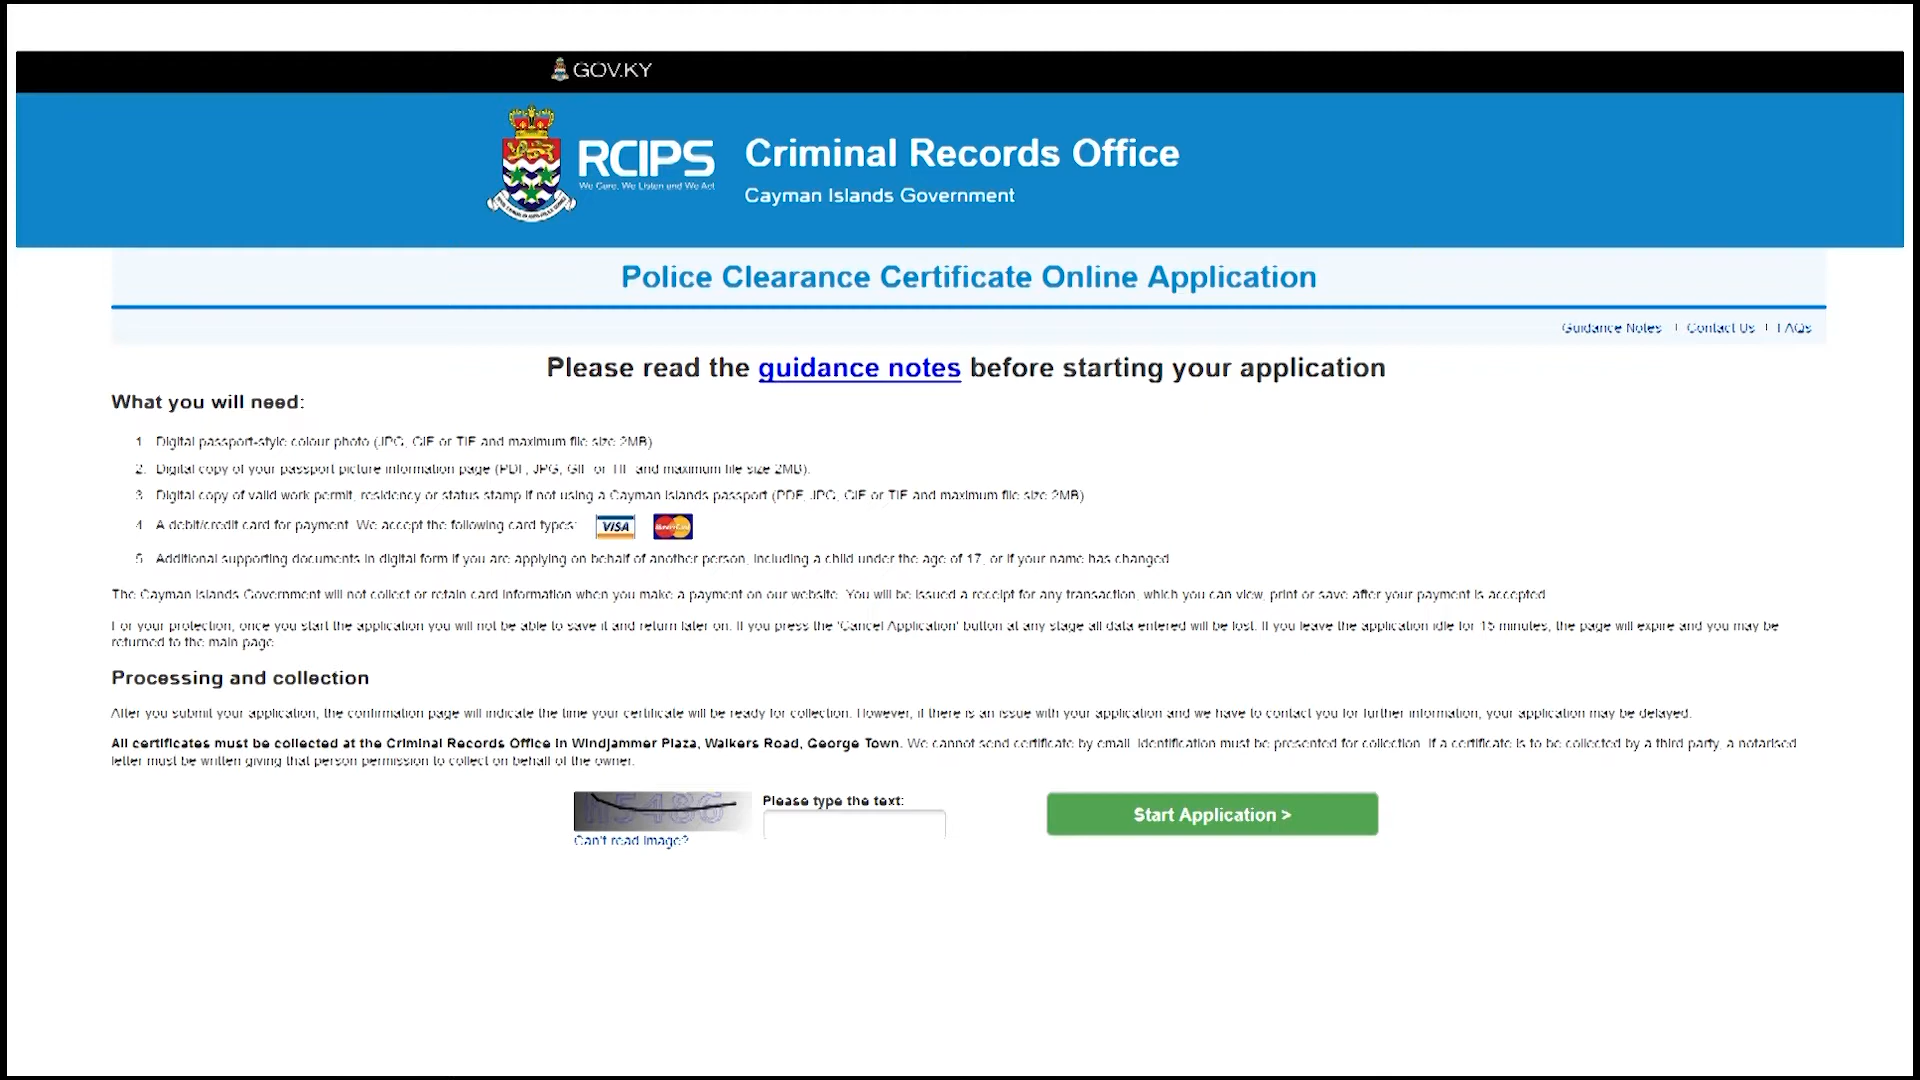 GOV.KY
RCIPS
We Care, We Listen and We Act
Criminal Records Office
Cayman Islands Government
Police Clearance Certificate Online Application
Guidance Notes | Contact Us | FAQs
Please read the guidance notes before starting your application
What you will need:
1. Digital passport-style colour photo (JPG, GIF or TIF and maximum file size 2MB)
2. Digital copy of your passport picture information page (PDF, JPG, GIF or TIF and maximum file size 2MB).
3. Digital copy of valid work permit, residency or status stamp if not using a Cayman Islands passport (PDF, JPG, GIF or TIF and maximum file size 2MB)
4. A debit/credit card for payment. We accept the following card types: VISA MasterCard
5. Additional supporting documents in digital form if you are applying on behalf of another person, including a child under the age of 17, or if your name has changed
The Cayman Islands Government will not collect or retain card information when you make a payment on our website. You will be issued a receipt for any transaction, which you can view, print or save after your payment is accepted
For your protection, once you start the application you will not be able to save it and return later on. If you press the 'Cancel Application' button at any stage all data entered will be lost. If you leave the application idle for 15 minutes, the page will expire and you may be
returned to the main page
Processing and collection
After you submit your application, the confirmation page will indicate the time your certificate will be ready for collection. However, if there is an issue with your application and we have to contact you for further information, your application may be delayed.
All certificates must be collected at the Criminal Records Office in Windjammer Plaza, Walkers Road, George Town. We cannot send certificate by email. Identification must be presented for collection. If a certificate is to be collected by a third party, a notarised
letter must be written giving that person permission to collect on behalf of the owner.
Please type the text:
Start Application >
Can't read image?